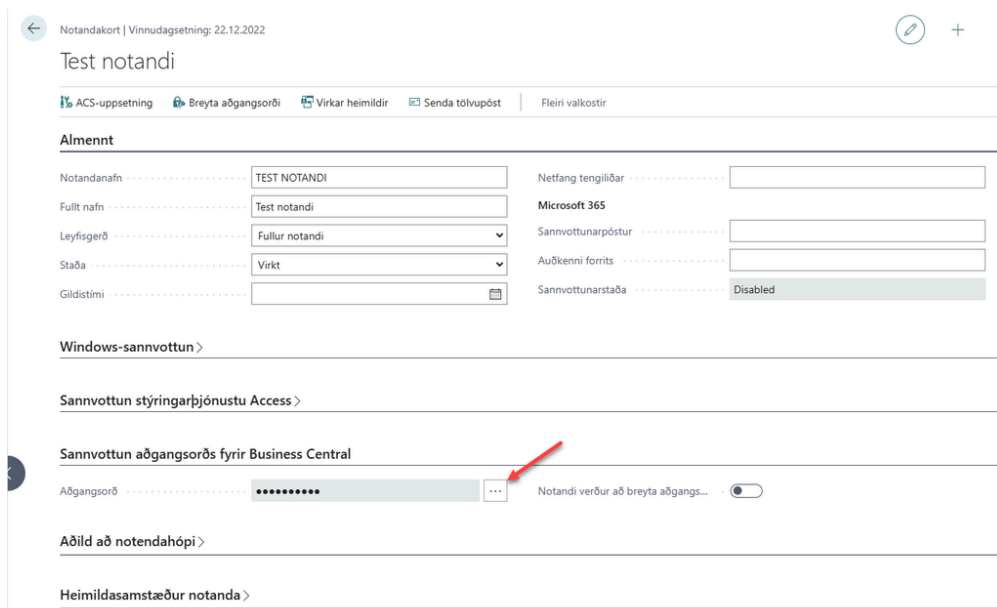 Notandakort | Vinnudagsetning: 22.12.2022
Test notandi
ACS-uppsetning Breyta aðgangsorði Virkar heimildir Senda tölvupóst Fleiri valkostir
Almennt
Notandanafn TEST NOTANDI Netfang tengiliðar
Fullt nafn Test notandi Microsoft 365
Leyfisgerð Fullur notandi Sannvottunarpóstur
Staða Virkt Auðkenni forrits
Gildistími Sannvottunarstaða Disabled
Windows-sannvottun
Sannvottun stýringarþjónustu Access
Sannvottun aðgangsorðs fyrir Business Central
Aðgangsorð •••••••••• ... Notandi verður að breyta aðgangs...
Aðild að notendahópi
Heimildasamstæður notanda